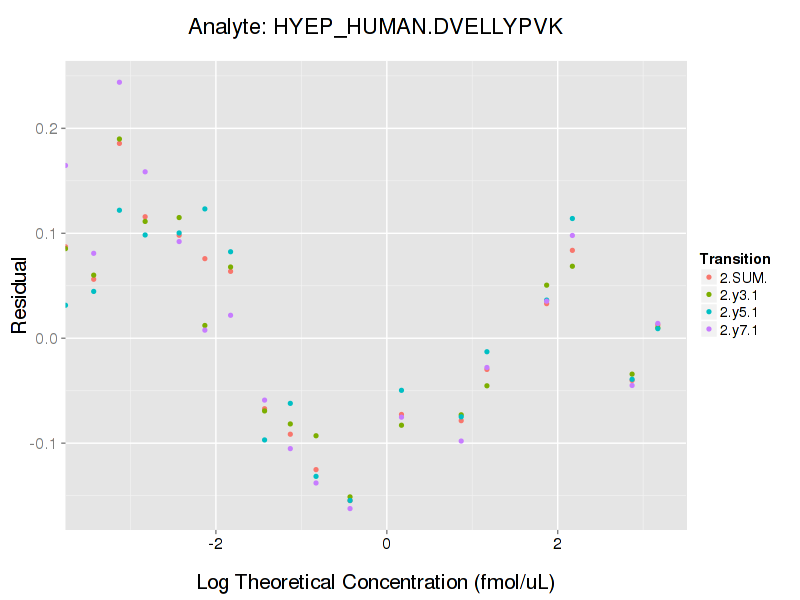 Analyte: HYEP_HUMAN.DVELLYPVK
0.2
0.1
0.0
-0.1
Residual
-2
0
2
Log Theoretical Concentration (fmol/uL)
Transition
2.SUM.
2.y3.1
2.y5.1
2.y7.1